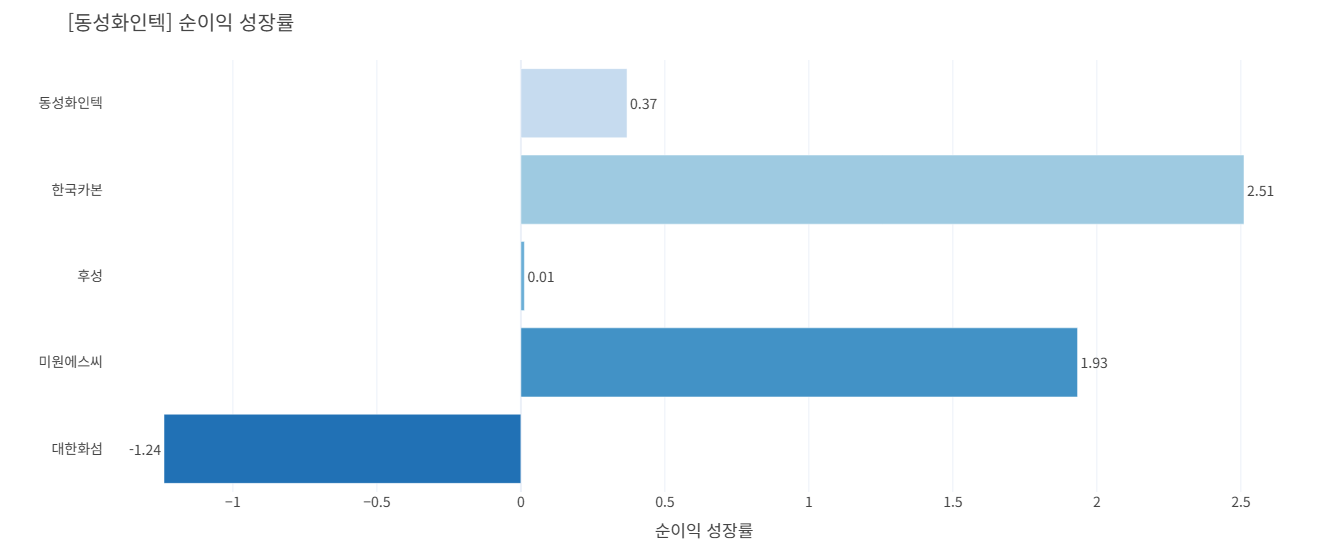 [동성화인텍] 순이익 성장률
동성화인텍
0.37
한국카본
2.51
후성
0.01
미원에스씨
1.93
대한화섬
-1.24
−1
−0.5
0
0.5
1
1.5
2
2.5
순이익 성장률